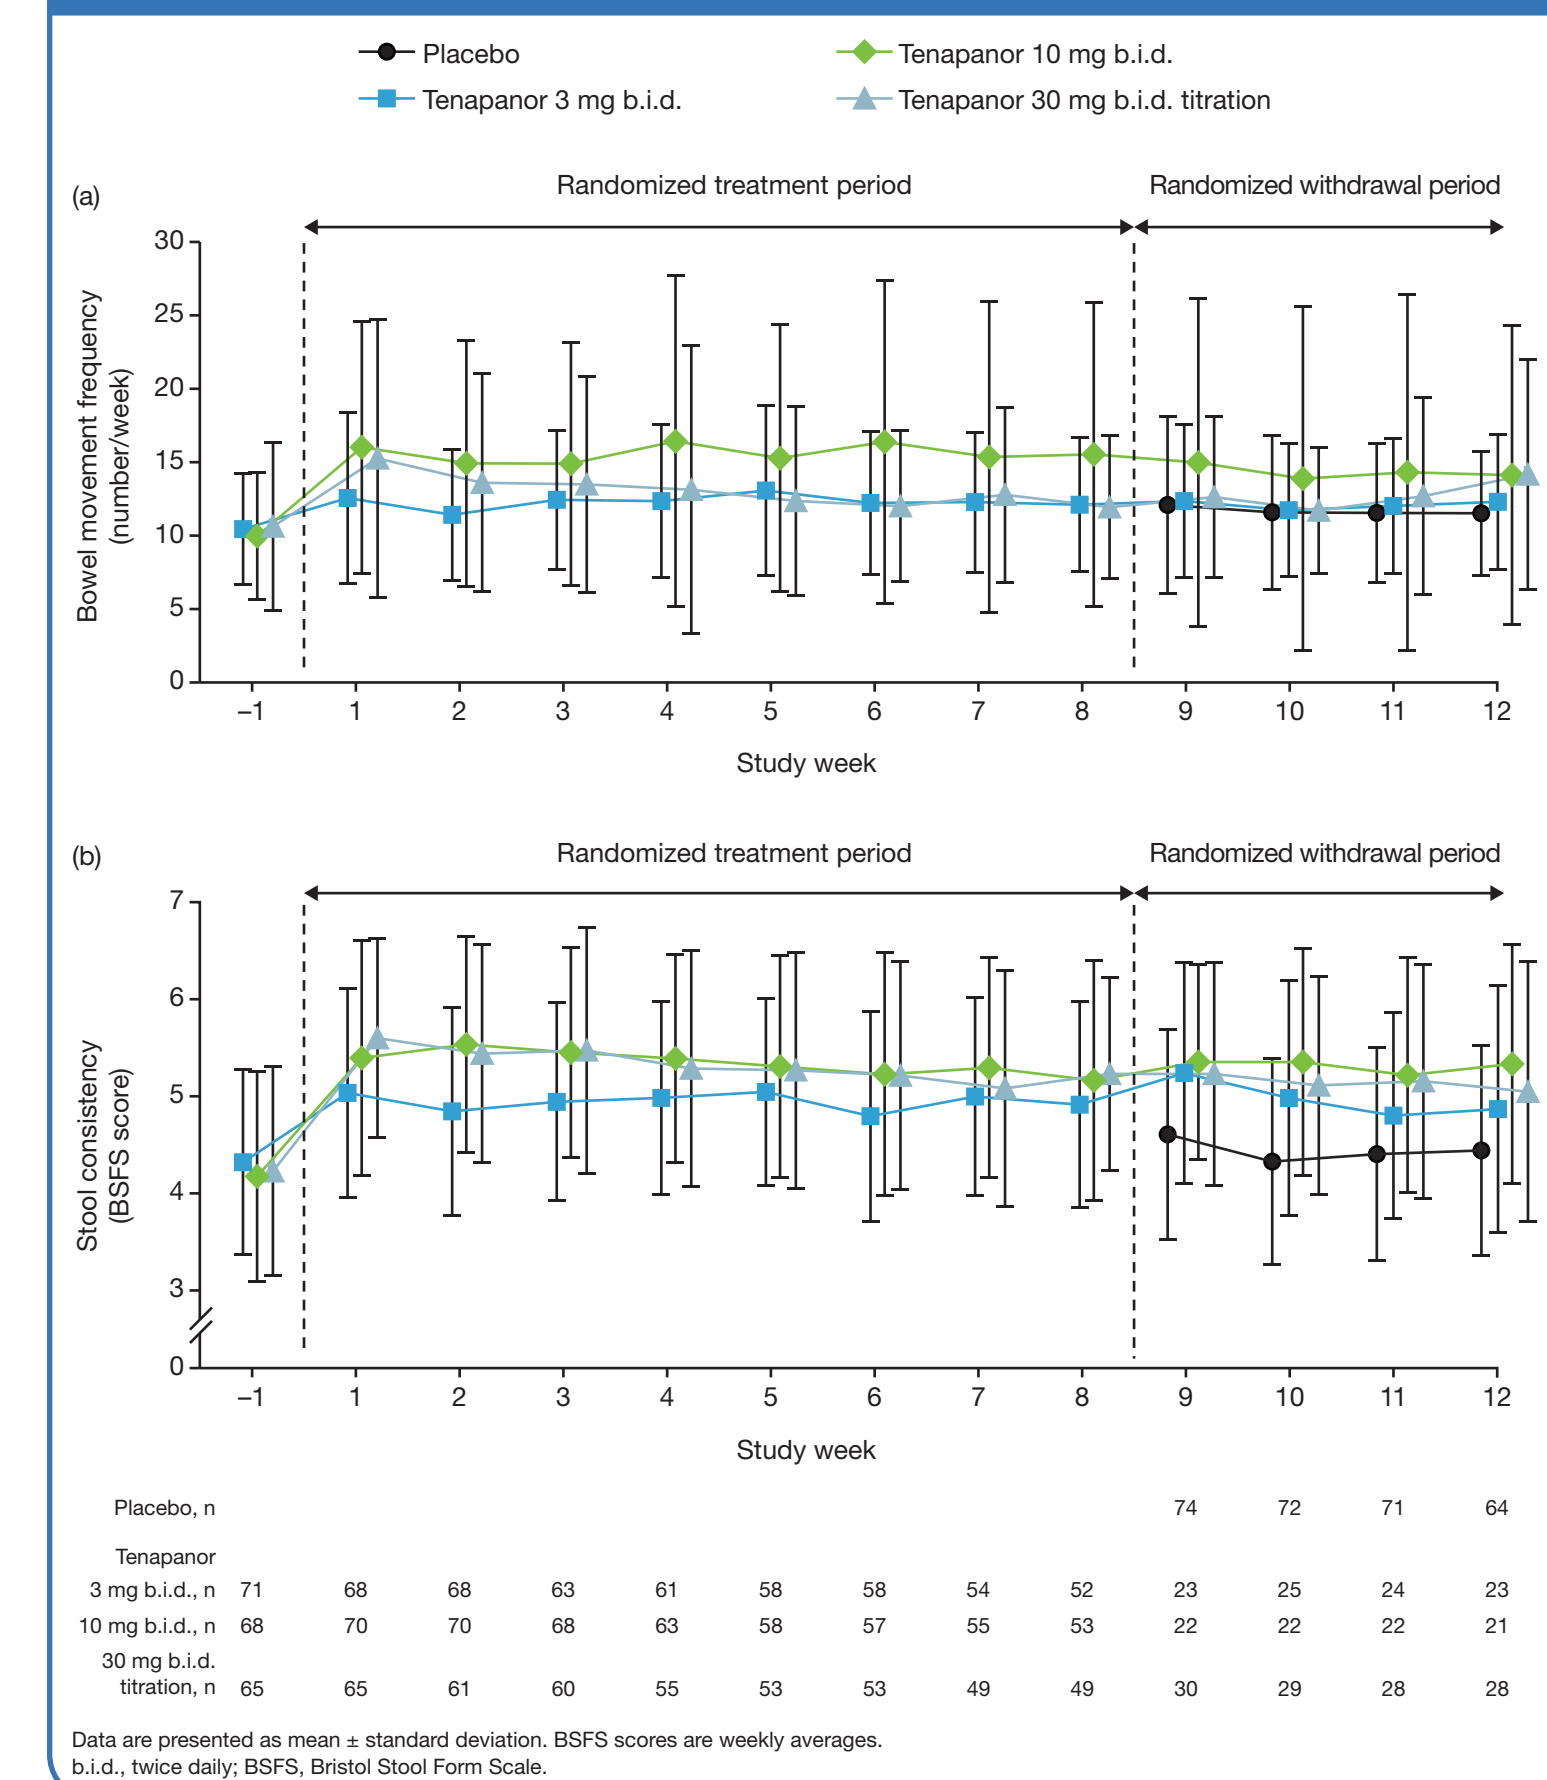 Placebo
Tenapanor 10 mg b.i.d.
Tenapanor 3 mg b.i.d.
Tenapanor 30 mg b.i.d. titration
(a)
Randomized treatment period
Randomized withdrawal period
30
25
20
15
10
5
0
Bowel movement frequency
(number/week)
–1 1 2 3 4 5 6 7 8 9 10 11 12
Study week
(b)
Randomized treatment period
Randomized withdrawal period
7
6
5
4
3
0
Stool consistency
(BSFS score)
–1 1 2 3 4 5 6 7 8 9 10 11 12
Study week
Placebo, n 74 72 71 64
Tenapanor
3 mg b.i.d., n 71 68 68 63 61 58 58 54 52 23 25 24 23
10 mg b.i.d., n 68 70 70 68 63 58 57 55 53 22 22 22 21
30 mg b.i.d.
titration, n 65 65 61 60 55 53 53 49 49 30 29 28 28
Data are presented as mean ± standard deviation. BSFS scores are weekly averages.
b.i.d., twice daily; BSFS, Bristol Stool Form Scale.